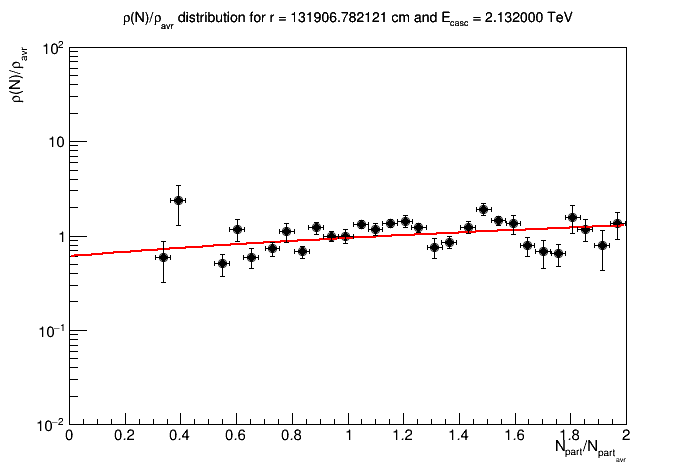 ρ(N)/ρavr distribution for r = 131906.782121 cm and Ecasc = 2.132000 TeV
ρ(N)/ρavr
10²
10
1
10⁻¹
10⁻²
0 0.2 0.4 0.6 0.8 1 1.2 1.4 1.6 1.8 2
Npart/Npartavr